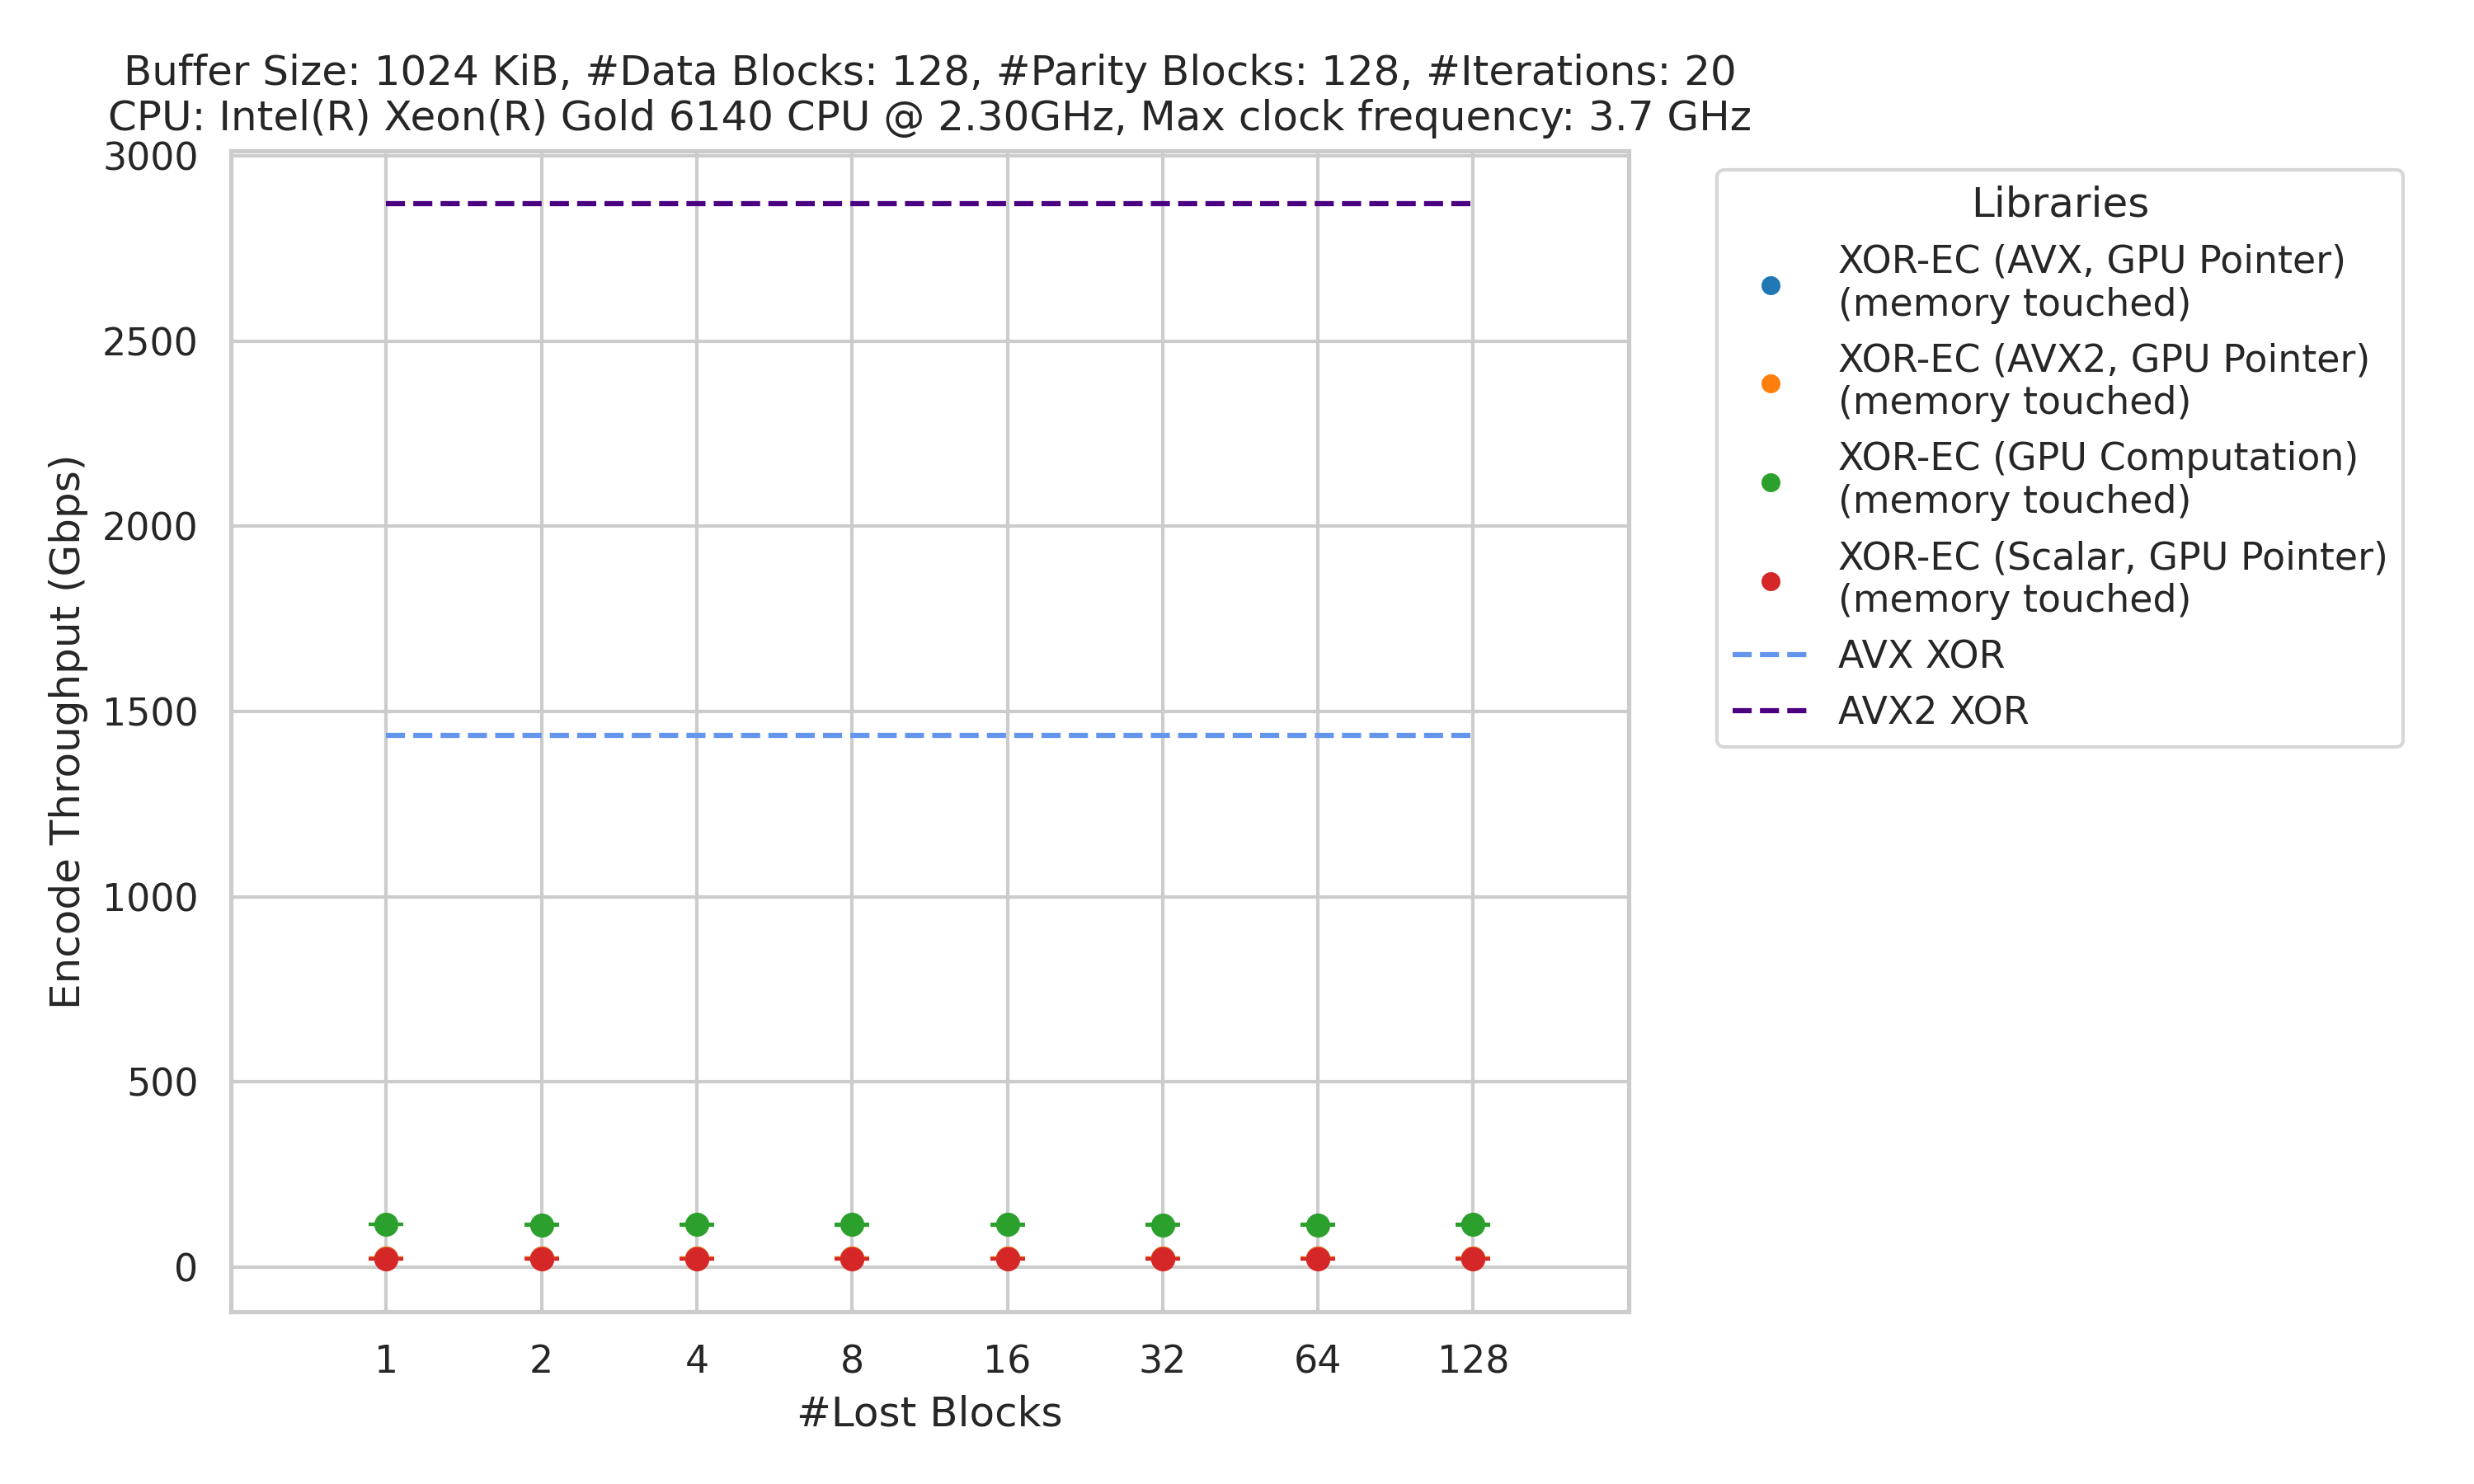 Buffer Size: 1024 KiB, #Data Blocks: 128, #Parity Blocks: 128, #Iterations: 20
CPU: Intel(R) Xeon(R) Gold 6140 CPU @ 2.30GHz, Max clock frequency: 3.7 GHz
Encode Throughput (Gbps)
3000
2500
2000
1500
1000
500
0
1 2 4 8 16 32 64 128
#Lost Blocks
Libraries
XOR-EC (AVX, GPU Pointer)
(memory touched)
XOR-EC (AVX2, GPU Pointer)
(memory touched)
XOR-EC (GPU Computation)
(memory touched)
XOR-EC (Scalar, GPU Pointer)
(memory touched)
AVX XOR
AVX2 XOR